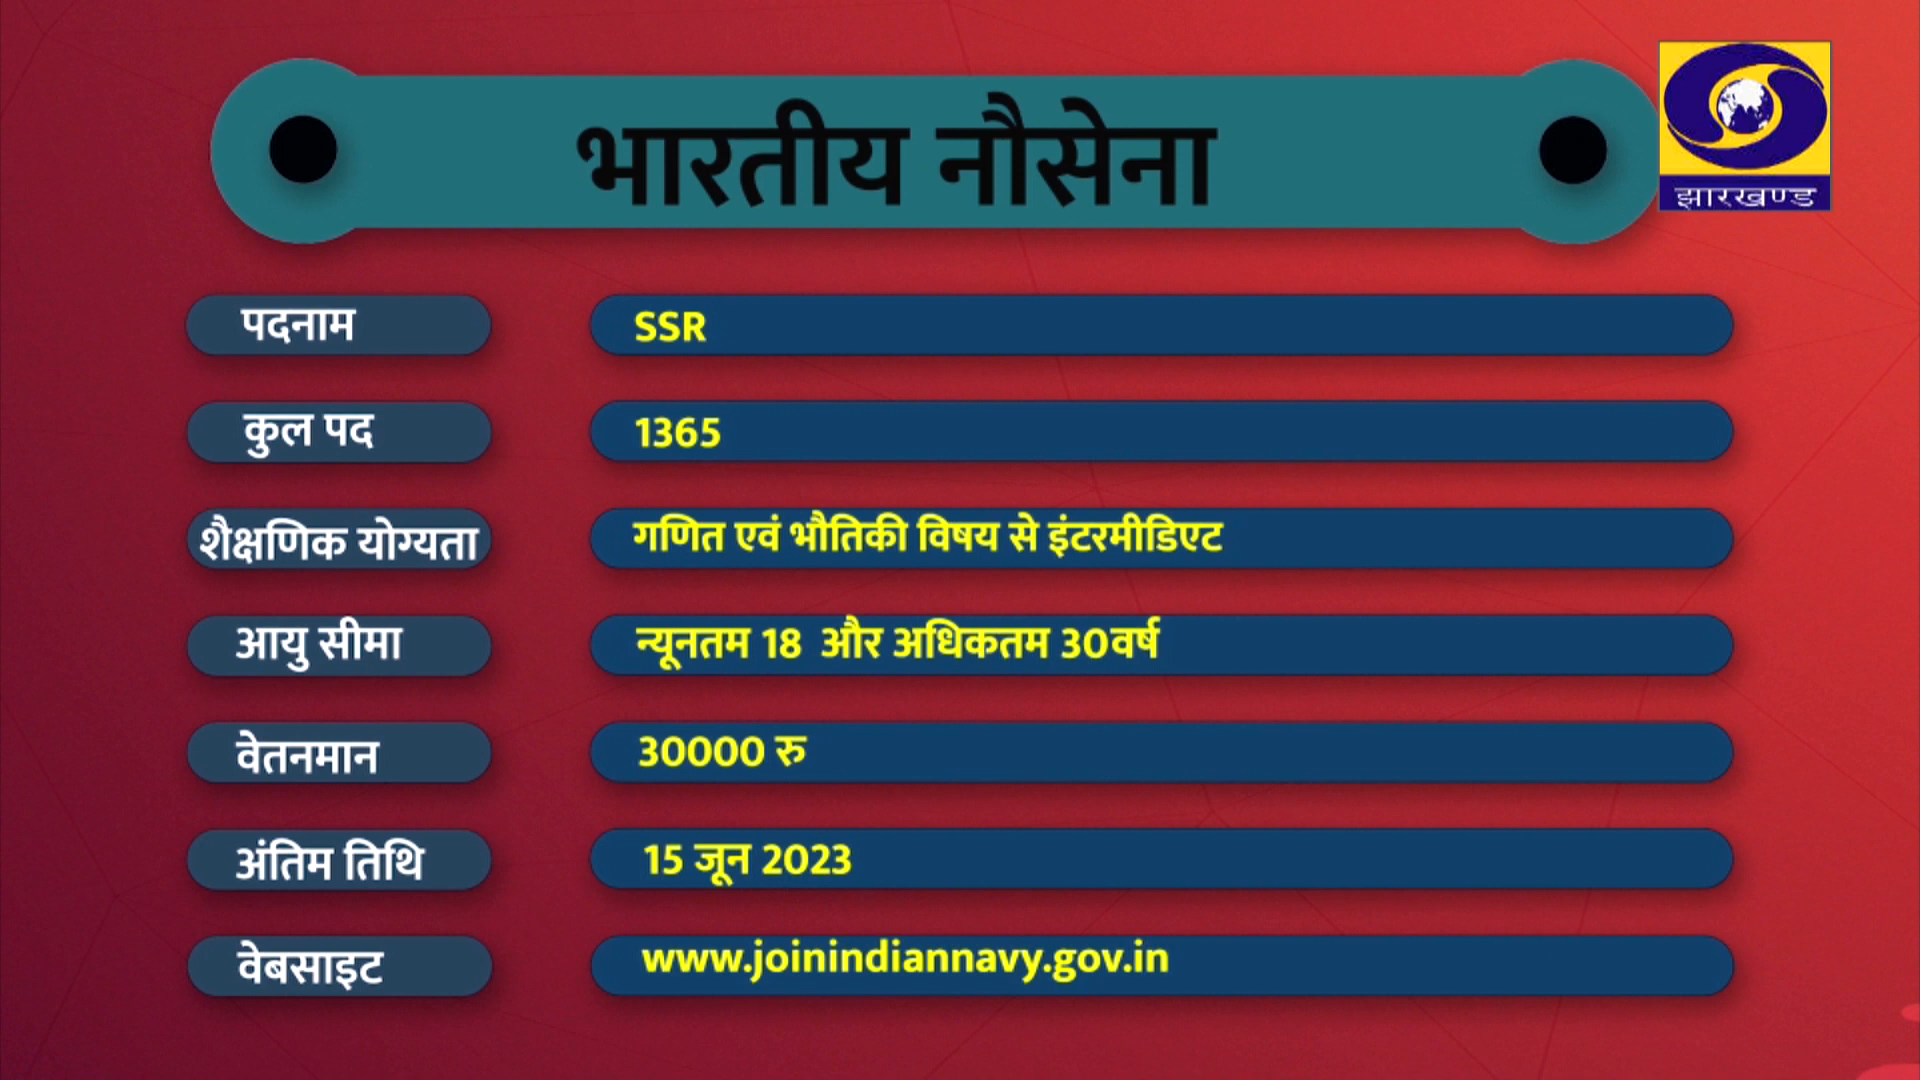 भारतीय नौसेना
झारखण्ड
पदनाम SSR
कुल पद 1365
शैक्षणिक योग्यता गणित एवं भौतिकी विषय से इंटरमीडिएट
आयु सीमा न्यूनतम 18 और अधिकतम 30वर्ष
वेतनमान 30000 रु
अंतिम तिथि 15 जून 2023
वेबसाइट www.joinindiannavy.gov.in